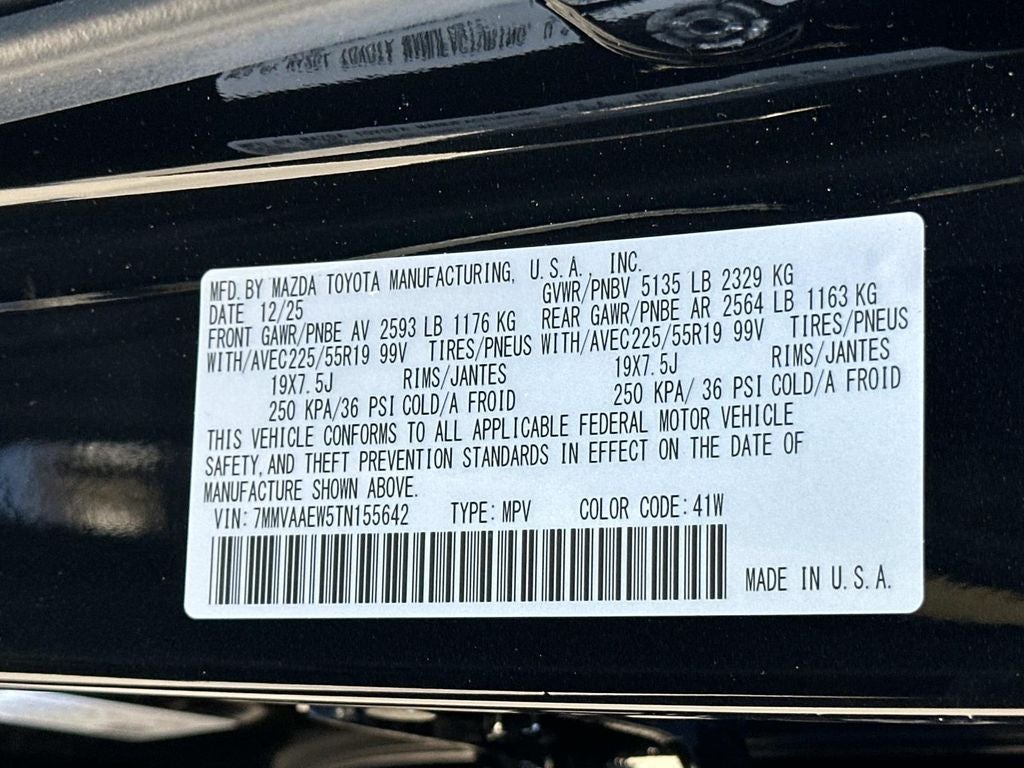 MFD. BY MAZDA TOYOTA MANUFACTURING, U.S.A., INC.
DATE 12/25 GVWR/PNBV 5135 LB 2329 KG
FRONT GAWR/PNBE AV 2593 LB 1176 KG REAR GAWR/PNBE AR 2564 LB 1163 KG
WITH/AVEC225/55R19 99V TIRES/PNEUS WITH/AVEC225/55R19 99V TIRES/PNEUS
19X7.5J RIMS/JANTES 19X7.5J RIMS/JANTES
250 KPA/36 PSI COLD/A FROID 250 KPA/ 36 PSI COLD/A FROID
THIS VEHICLE CONFORMS TO ALL APPLICABLE FEDERAL MOTOR VEHICLE
SAFETY, AND THEFT PREVENTION STANDARDS IN EFFECT ON THE DATE OF
MANUFACTURE SHOWN ABOVE.
VIN: 7MMVAAEW5TN155642 TYPE: MPV COLOR CODE: 41W
MADE IN U.S.A.